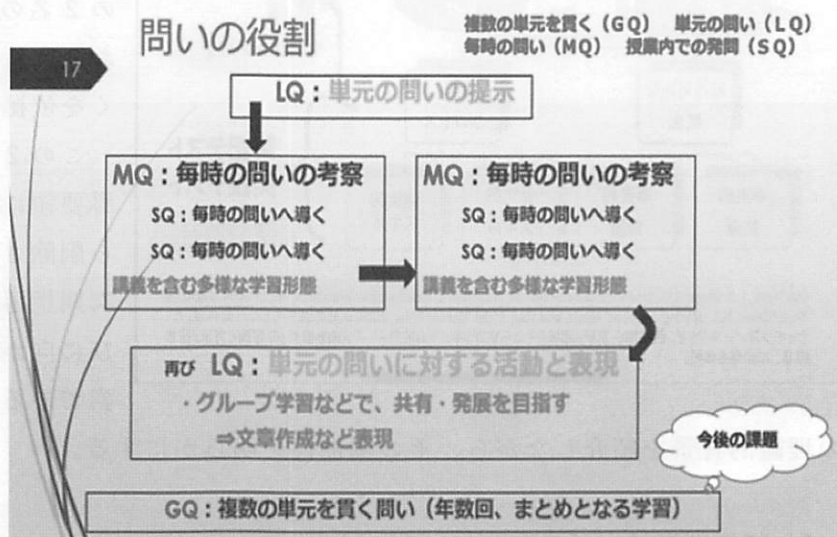 問いの役割
複数の単元を貫く（GQ）　単元の問い（LQ）
毎時の問い（MQ）　授業内での発問（SQ）
17
LQ：単元の問いの提示
MQ：毎時の問いの考察
SQ：毎時の問いへ導く
SQ：毎時の問いへ導く
講義を含む多様な学習形態
MQ：毎時の問いの考察
SQ：毎時の問いへ導く
SQ：毎時の問いへ導く
講義を含む多様な学習形態
再び LQ：単元の問いに対する活動と表現
・グループ学習などで、共有・発展を目指す
⇒文章作成など表現
今後の課題
GQ：複数の単元を貫く問い（年数回、まとめとなる学習）